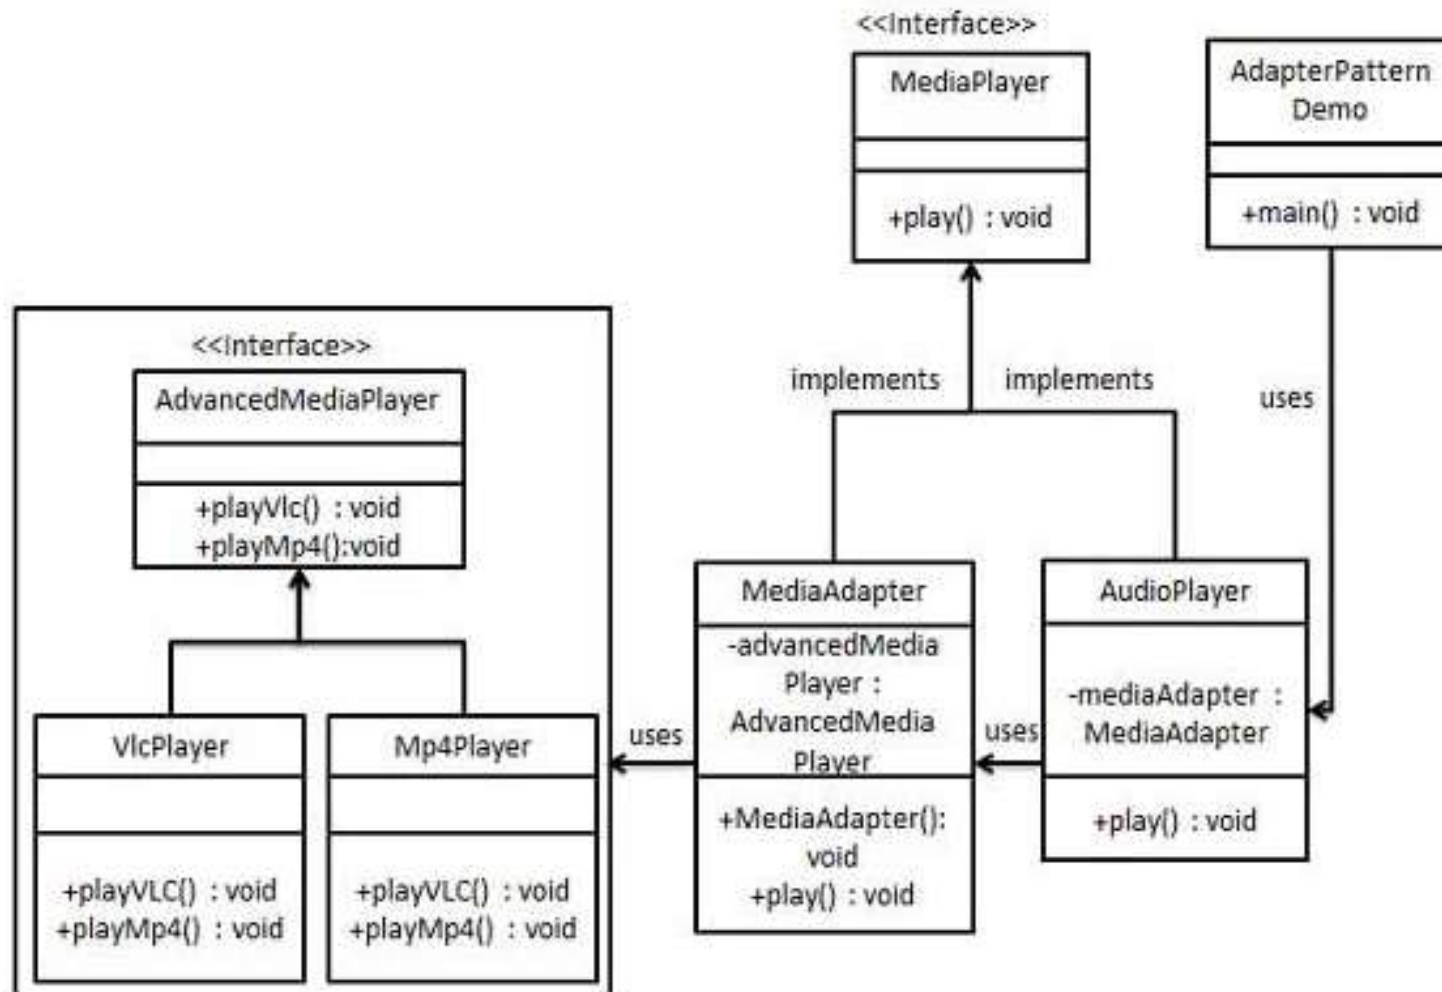 <<Interface>>
MediaPlayer
+play() : void
AdapterPattern
Demo
+main() : void
<<Interface>>
AdvancedMediaPlayer
+playVlc() : void
+playMp4():void
implements
implements
uses
VlcPlayer
+playVLC() : void
+playMp4() : void
Mp4Player
+playVLC() : void
+playMp4() : void
uses
MediaAdapter
-advancedMedia
Player :
AdvancedMedia
Player
+MediaAdapter():
void
+play() : void
uses
AudioPlayer
-mediaAdapter :
MediaAdapter
+play() : void